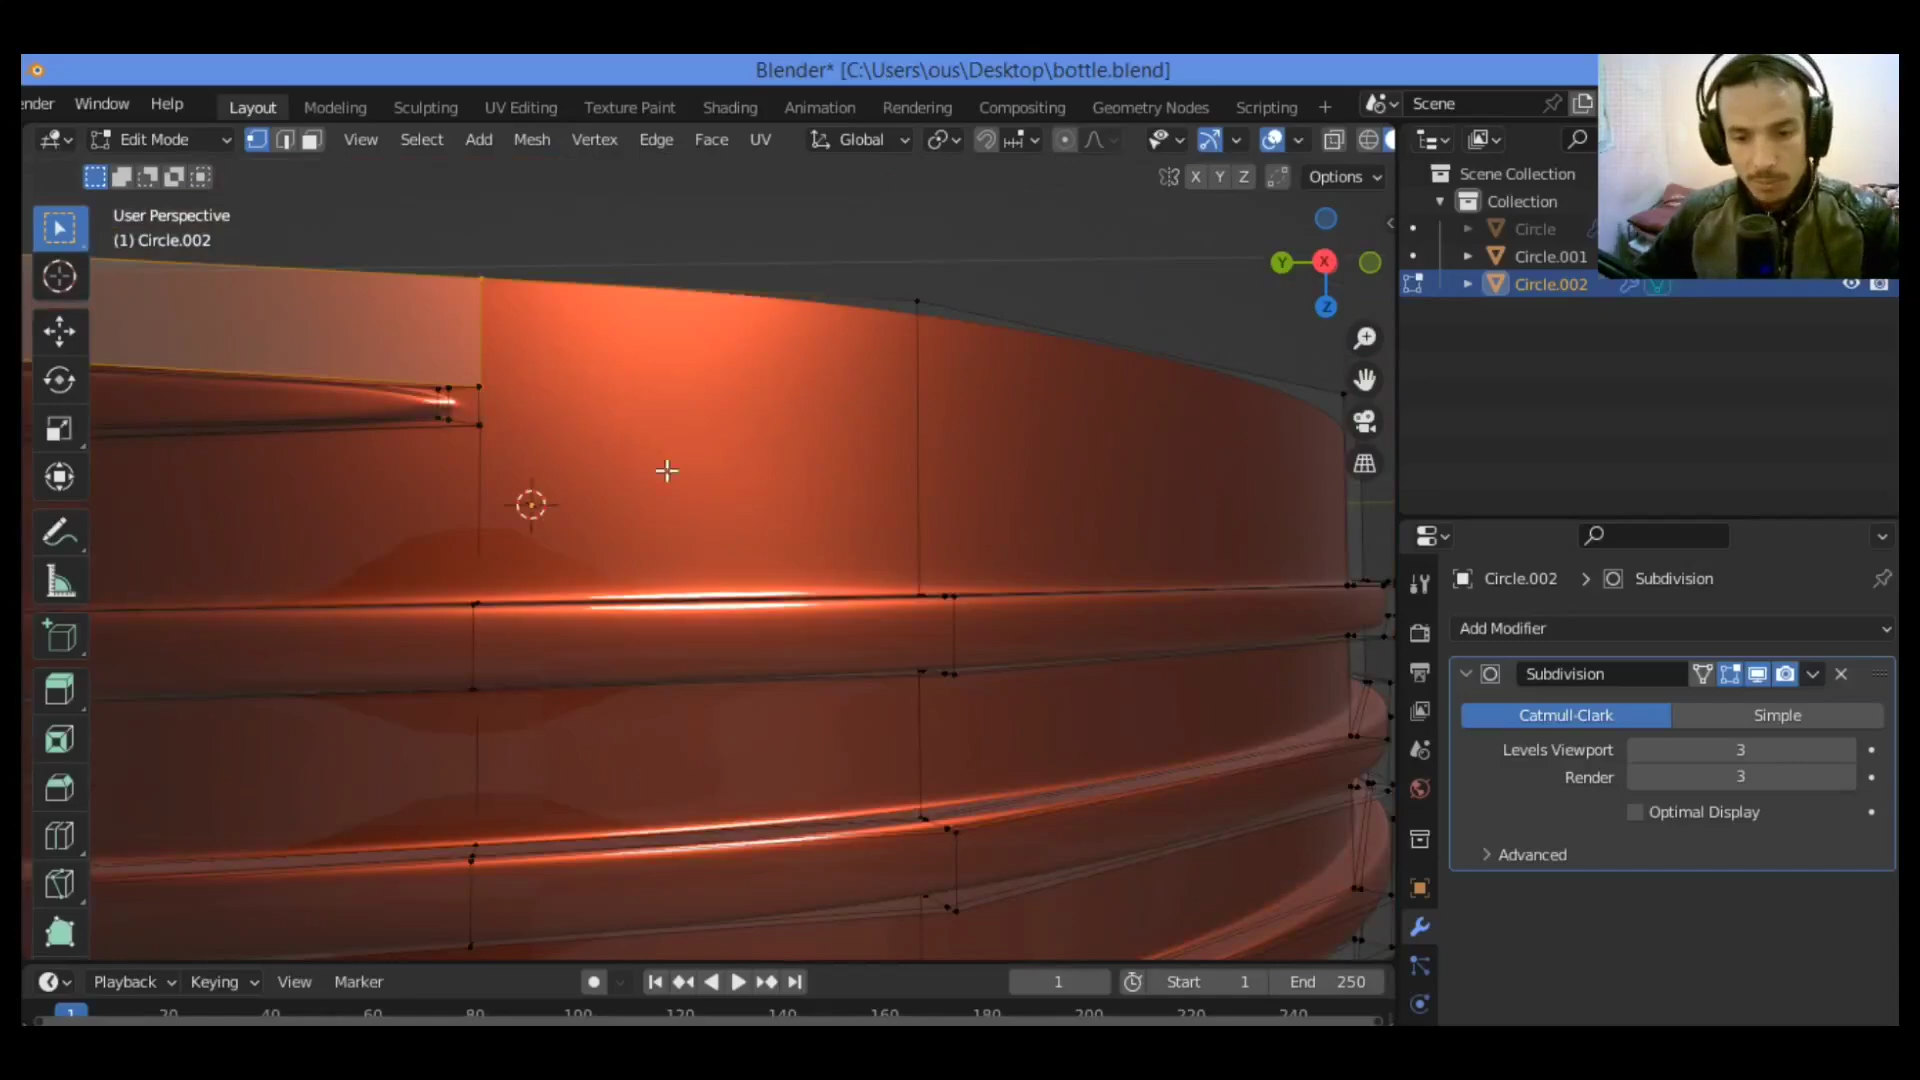 Blender* [C:\Users\ous\Desktop\bottle.blend]
nder Window Help Layout Modeling Sculpting UV Editing Texture Paint Shading Animation Rendering Compositing Geometry Nodes Scripting + Scene
Edit Mode View Select Add Mesh Vertex Edge Face UV Global
X Y Z Options
Scene Collection
Collection
Circle
Circle.001
Circle.002
User Perspective
(1) Circle.002
Y X
Z
Circle.002 > Subdivision
Add Modifier
Subdivision
Catmull-Clark Simple
Levels Viewport 3
Render 3
Optimal Display
Advanced
Playback Keying View Marker 1 Start 1 End 250
1 20 40 60 80 100 120 140 160 180 200 220 240